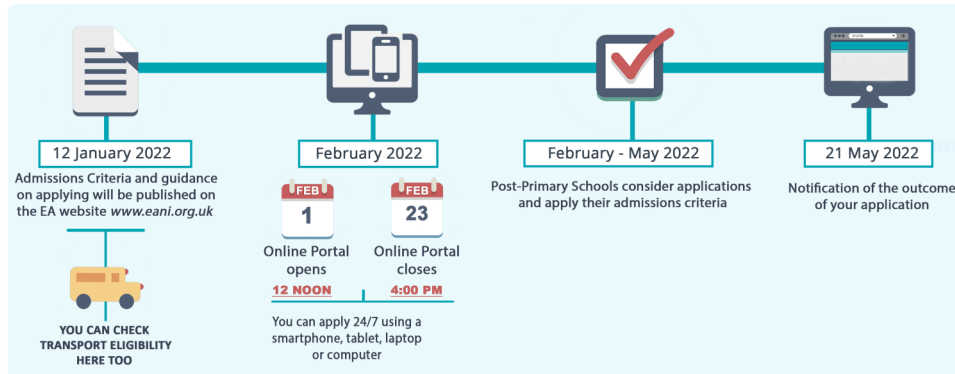 12 January 2022
Admissions Criteria and guidance
on applying will be published on
the EA website www.eani.org.uk
YOU CAN CHECK
TRANSPORT ELIGIBILITY
HERE TOO
February 2022
FEB
1
Online Portal
opens
12 NOON
FEB
23
Online Portal
closes
4:00 PM
You can apply 24/7 using a
smartphone, tablet, laptop
or computer
February - May 2022
Post-Primary Schools consider applications
and apply their admissions criteria
21 May 2022
Notification of the outcome
of your application